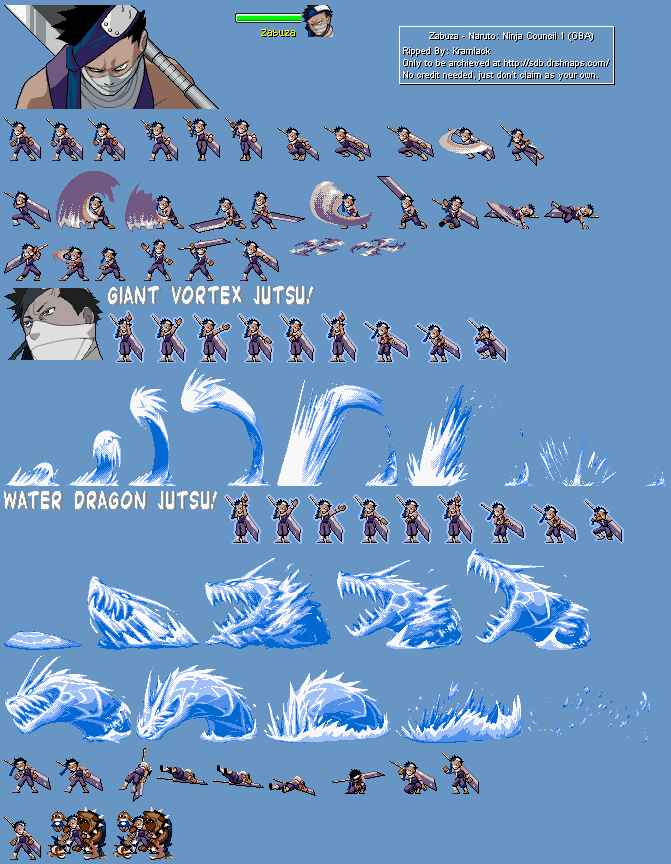 Zabuza
Zabuza - Naruto: Ninja Council 1 (GBA)
Ripped By: Kramlack
Only to be archieved at http://sdb.drshnaps.com/
No credit needed, just don't claim as your own.
GIANT VORTEX JUTSU!
WATER DRAGON JUTSU!